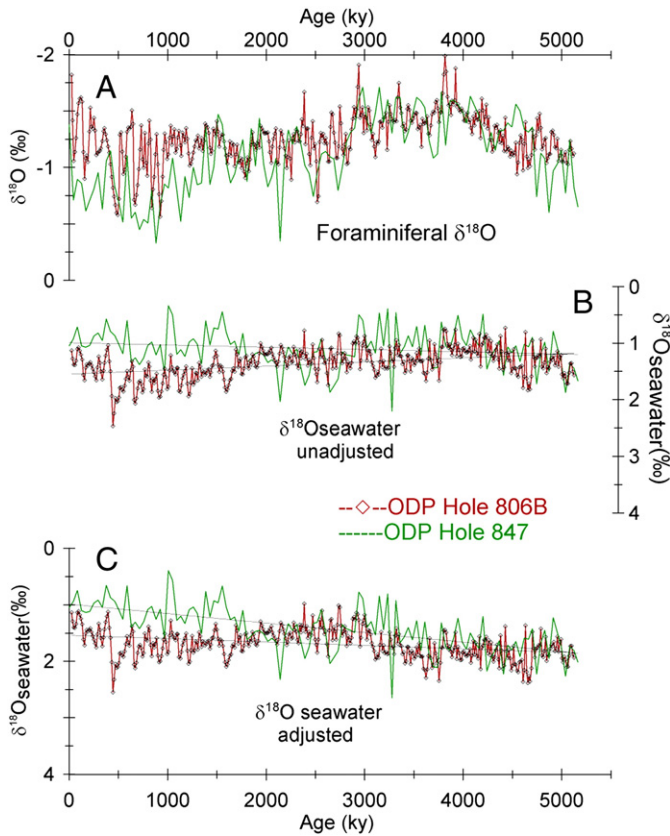 Age (ky)
0 1000 2000 3000 4000 5000
-2
A
-1
δ¹⁸O (‰)
Foraminiferal δ¹⁸O
0
0
B
1
2
3
4
δ¹⁸Oseawater(‰)
δ¹⁸Oseawater
unadjusted
--◇--ODP Hole 806B
------ODP Hole 847
0
C
2
4
δ¹⁸Oseawater(‰)
δ¹⁸O seawater
adjusted
0 1000 2000 3000 4000 5000
Age (ky)